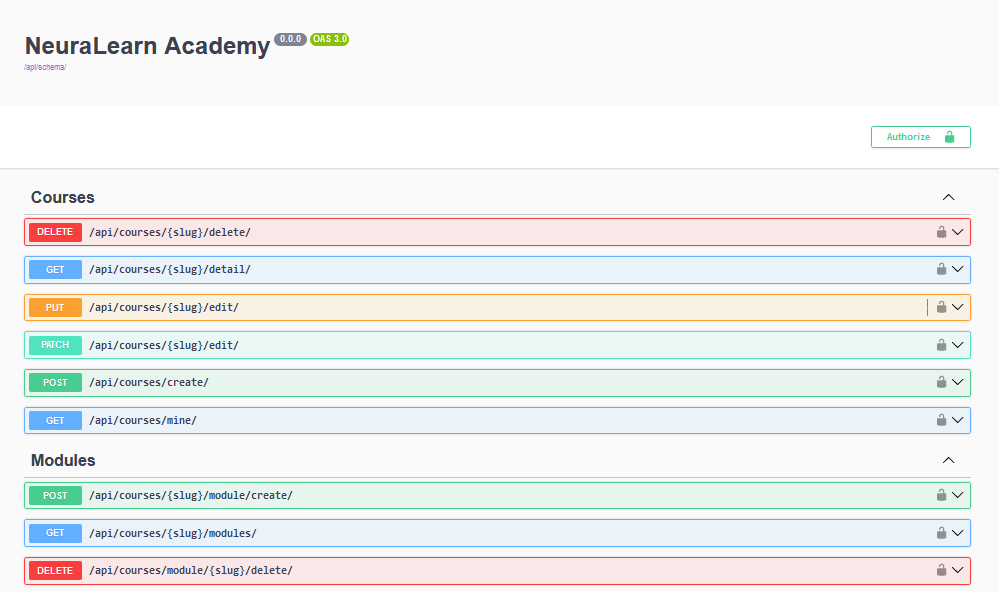 NeuraLearn Academy 0.0.0 OAS 3.0
/api/schema/
Authorize
Courses
DELETE /api/courses/{slug}/delete/
GET /api/courses/{slug}/detail/
PUT /api/courses/{slug}/edit/
PATCH /api/courses/{slug}/edit/
POST /api/courses/create/
GET /api/courses/mine/
Modules
POST /api/courses/{slug}/module/create/
GET /api/courses/{slug}/modules/
DELETE /api/courses/module/{slug}/delete/